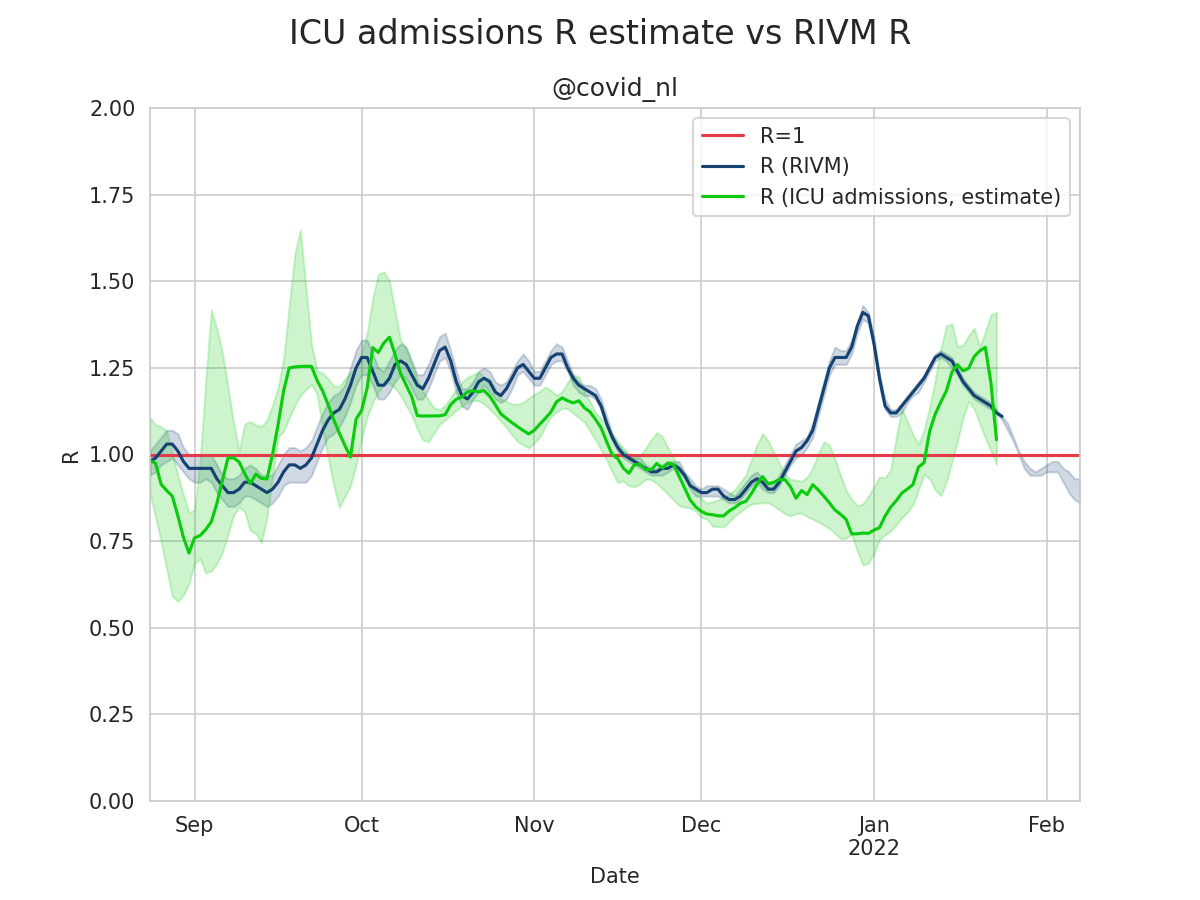 ICU admissions R estimate vs RIVM R
@covid_nl
R=1
R (RIVM)
R (ICU admissions, estimate)
2.00
1.75
1.50
1.25
1.00
0.75
0.50
0.25
0.00
R
Sep Oct Nov Dec Jan Feb
2022
Date